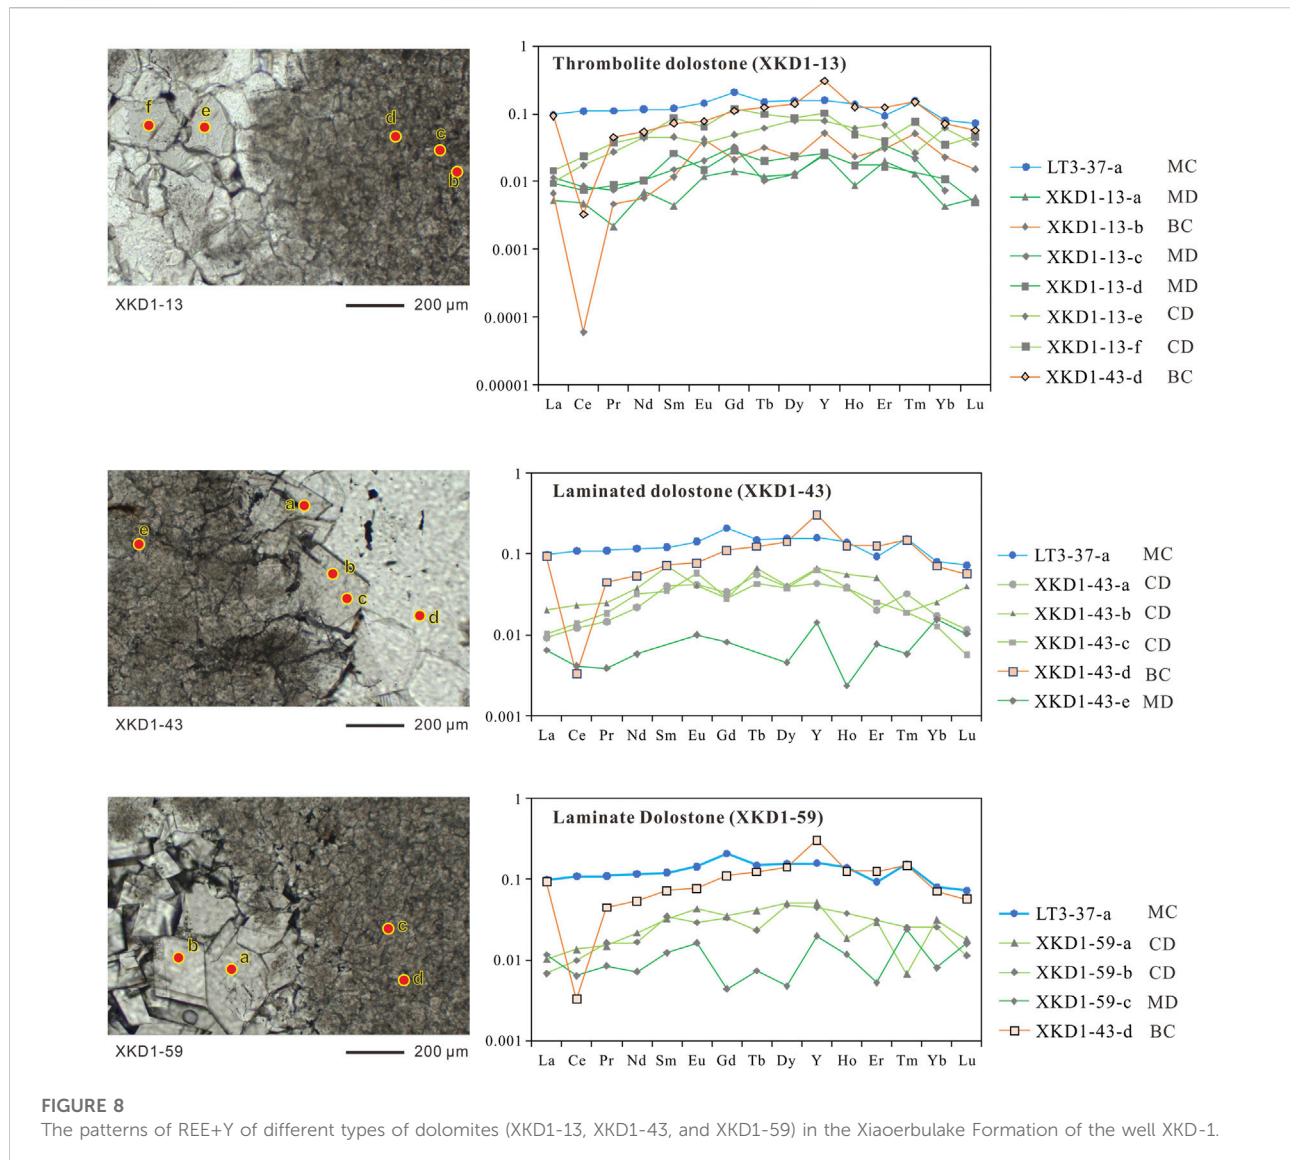 f
e
d
c
b
XKD1-13
200 µm
Thrombolite dolostone (XKD1-13)
1
0.1
0.01
0.001
0.0001
0.00001
La Ce Pr Nd Sm Eu Gd Tb Dy Y Ho Er Tm Yb Lu
LT3-37-a MC
XKD1-13-a MD
XKD1-13-b BC
XKD1-13-c MD
XKD1-13-d MD
XKD1-13-e CD
XKD1-13-f CD
XKD1-43-d BC
a
e
b
c
d
XKD1-43
200 µm
Laminated dolostone (XKD1-43)
1
0.1
0.01
0.001
La Ce Pr Nd Sm Eu Gd Tb Dy Y Ho Er Tm Yb Lu
LT3-37-a MC
XKD1-43-a CD
XKD1-43-b CD
XKD1-43-c CD
XKD1-43-d BC
XKD1-43-e MD
c
b
a
d
XKD1-59
200 µm
Laminate Dolostone (XKD1-59)
1
0.1
0.01
0.001
La Ce Pr Nd Sm Eu Gd Tb Dy Y Ho Er Tm Yb Lu
LT3-37-a MC
XKD1-59-a CD
XKD1-59-b CD
XKD1-59-c MD
XKD1-43-d BC
FIGURE 8
The patterns of REE+Y of different types of dolomites (XKD1-13, XKD1-43, and XKD1-59) in the Xiaoerbulake Formation of the well XKD-1.